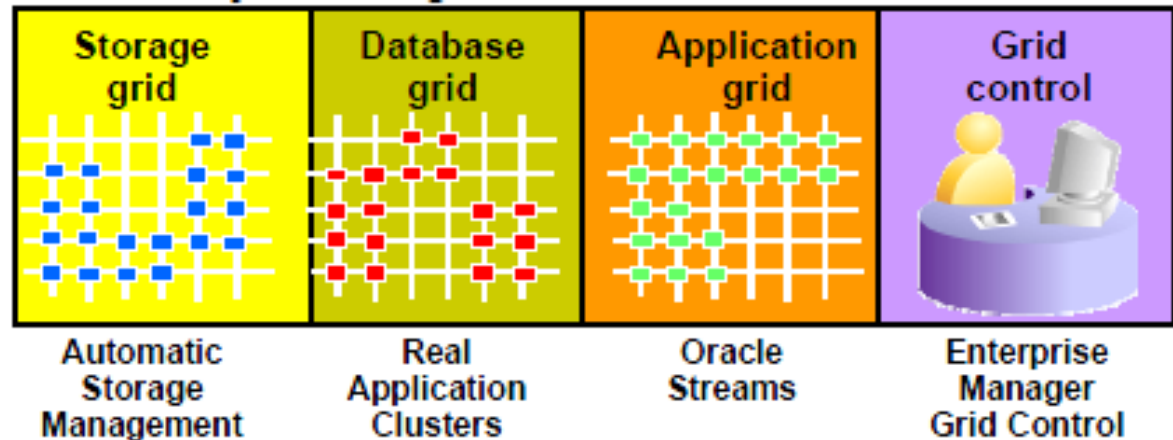 Storage
grid
Database
grid
Application
grid
Grid
control
Automatic
Storage
Management
Real
Application
Clusters
Oracle
Streams
Enterprise
Manager
Grid Control